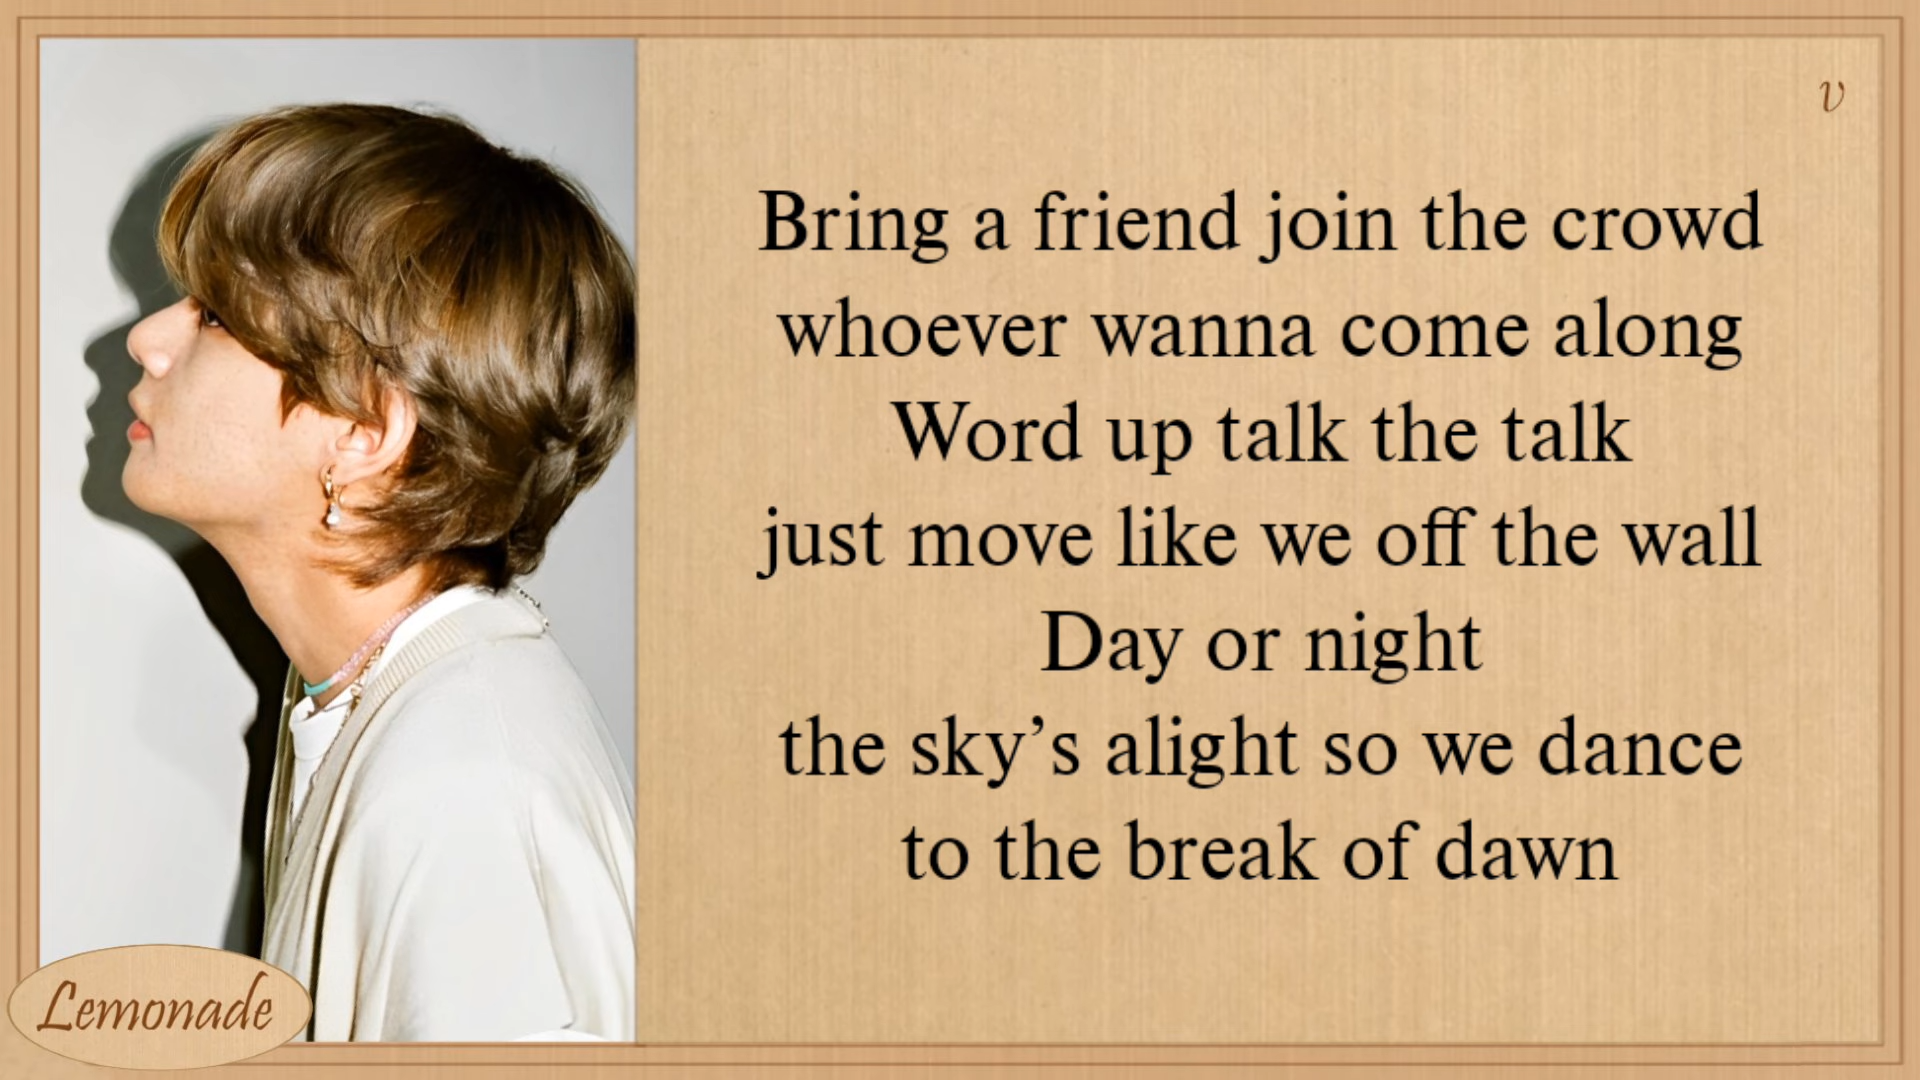 v
Bring a friend join the crowd
whoever wanna come along
Word up talk the talk
just move like we off the wall
Day or night
the sky’s alight so we dance
to the break of dawn
Lemonade